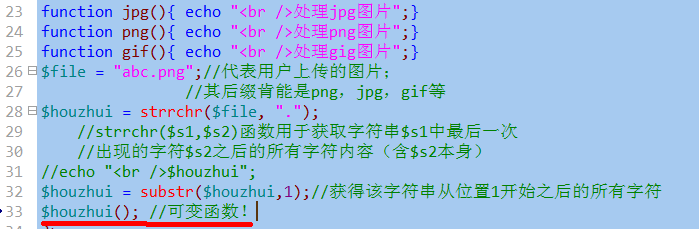 23 function jpg(){ echo "<br />处理jpg图片";}
24 function png(){ echo "<br />处理png图片";}
25 function gif(){ echo "<br />处理gig图片";}
26 $file = "abc.png";//代表用户上传的图片;
27 //其后缀肯能是png，jpg，gif等
28 $houzhui = strrchr($file, ".");
29 //strrchr($s1,$s2)函数用于获取字符串$s1中最后一次
30 //出现的字符$s2之后的所有字符内容（含$s2本身）
31 //echo "<br />$houzhui";
32 $houzhui = substr($houzhui,1);//获得该字符串从位置1开始之后的所有字符
33 $houzhui(); //可变函数!